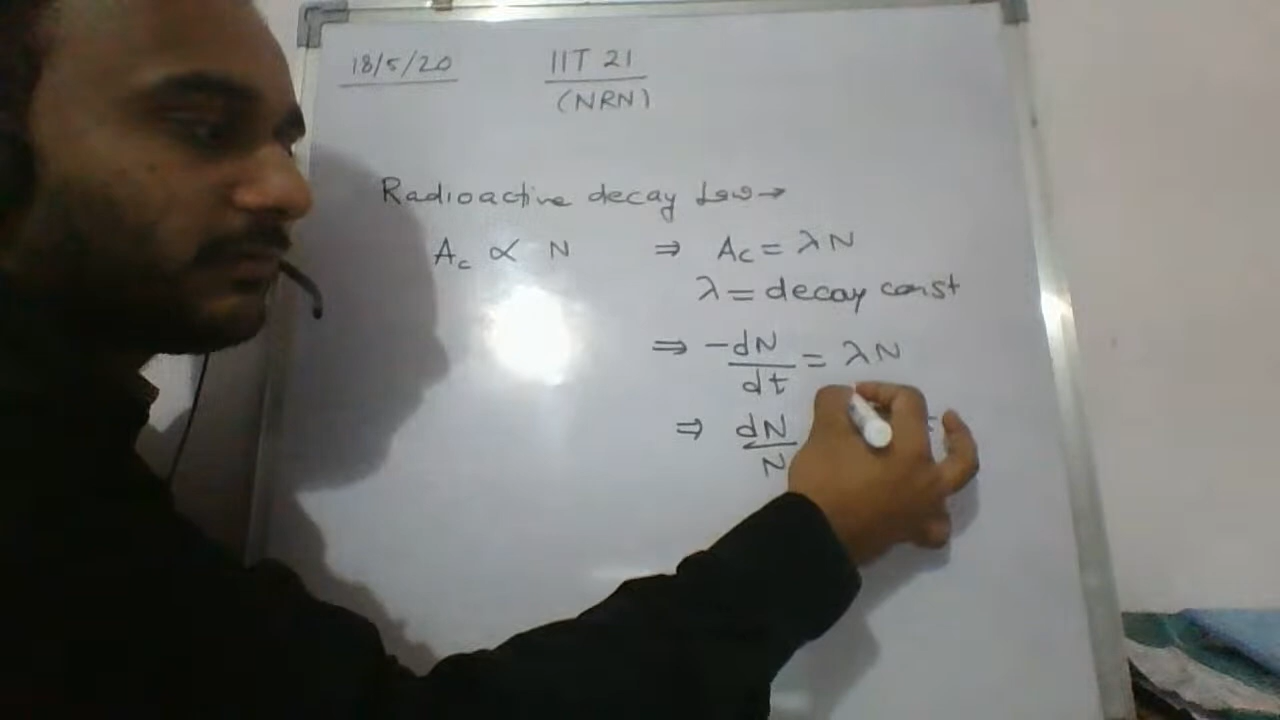 18/5/20 IIT 21
(NRN)
Radioactive decay Law→
Ac ∝ N ⇒ Ac = λN
λ = decay const
⇒ -dN/dt = λN
⇒ dN/N